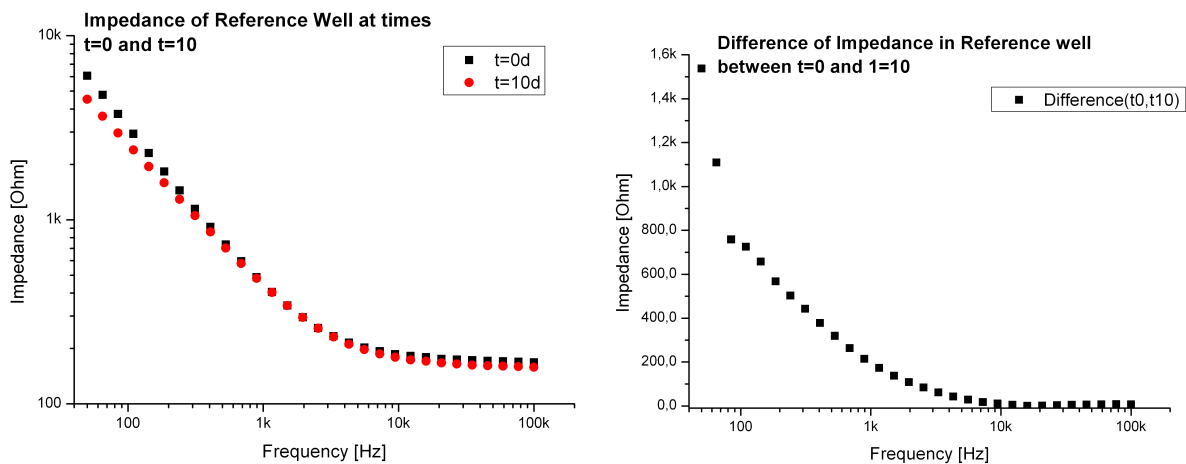 Impedance of Reference Well at times
t=0 and t=10
t=0d
t=10d
10k
1k
100
Impedance [Ohm]
100
1k
10k
100k
Frequency [Hz]
Difference of Impedance in Reference well
between t=0 and 1=10
Difference(t0,t10)
1,6k
1,4k
1,2k
1,0k
800,0
600,0
400,0
200,0
0,0
Impedance [Ohm]
100
1k
10k
100k
Frequency [Hz]